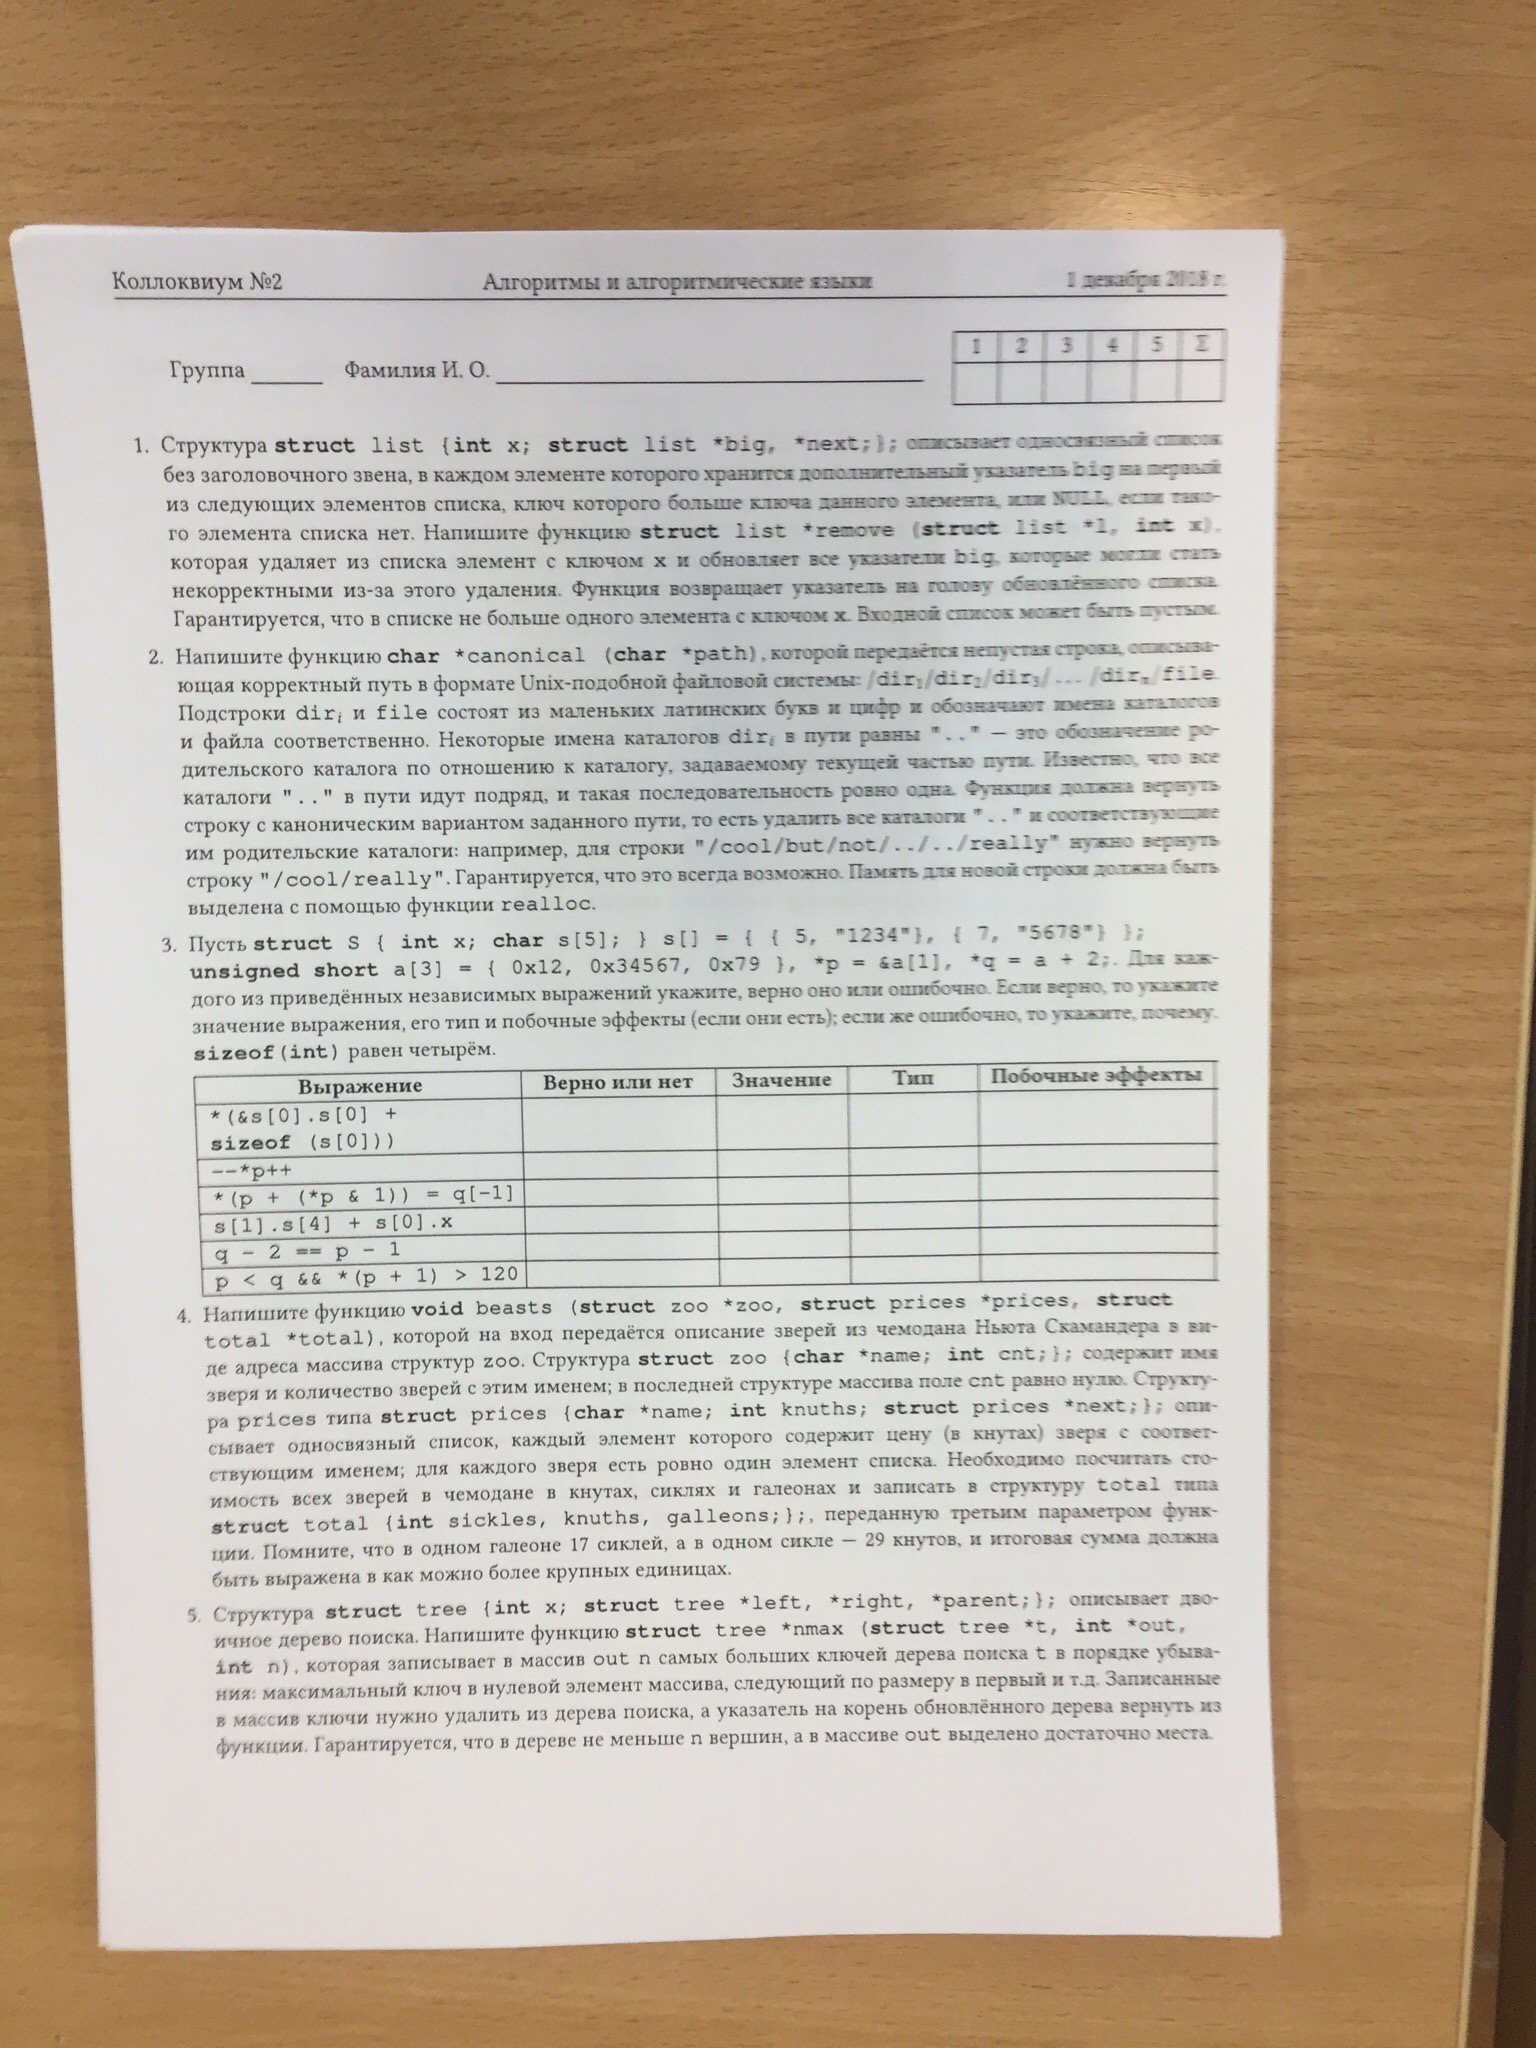 Коллоквиум №2 Алгоритмы и алгоритмические языки 1 декабря 2018 г.
1 2 3 4 5 Σ
Группа ______ Фамилия И. О. ______
1. Структура struct list {int x; struct list *big, *next;}; описывает односвязный список
без заголовочного звена, в каждом элементе которого хранится дополнительный указатель big на первый
из следующих элементов списка, ключ которого больше ключа данного элемента, или NULL, если тако-
го элемента списка нет. Напишите функцию struct list *remove (struct list *l, int x),
которая удаляет из списка элемент с ключом x и обновляет все указатели big, которые могли стать
некорректными из-за этого удаления. Функция возвращает указатель на голову обновлённого списка.
Гарантируется, что в списке не больше одного элемента с ключом x. Входной список может быть пустым.
2. Напишите функцию char *canonical (char *path), которой передаётся непустая строка, описыва-
ющая корректный путь в формате Unix-подобной файловой системы: /dir₁/dir₂/dir₃/... /dirₙ/file.
Подстроки dirᵢ и file состоят из маленьких латинских букв и цифр и обозначают имена каталогов
и файла соответственно. Некоторые имена каталогов dirᵢ в пути равны ".." — это обозначение ро-
дительского каталога по отношению к каталогу, задаваемому текущей частью пути. Известно, что все
каталоги ".." в пути идут подряд, и такая последовательность ровно одна. Функция должна вернуть
строку с каноническим вариантом заданного пути, то есть удалить все каталоги ".." и соответствующие
им родительские каталоги: например, для строки "/cool/but/not/../../really" нужно вернуть
строку "/cool/really". Гарантируется, что это всегда возможно. Память для новой строки должна быть
выделена с помощью функции realloc.
3. Пусть struct S { int x; char s[5]; } s[] = { { 5, "1234"}, { 7, "5678"} };
unsigned short a[3] = { 0x12, 0x34567, 0x79 }, *p = &a[1], *q = a + 2;. Для каж-
дого из приведённых независимых выражений укажите, верно оно или ошибочно. Если верно, то укажите
значение выражения, его тип и побочные эффекты (если они есть); если же ошибочно, то укажите, почему.
sizeof(int) равен четырём.
Выражение Верно или нет Значение Тип Побочные эффекты
*(&s[0].s[0] +
sizeof (s[0]))
--*p++
*(p + (*p & 1)) = q[-1]
s[1].s[4] + s[0].x
q - 2 == p - 1
p < q && *(p + 1) > 120
4. Напишите функцию void beasts (struct zoo *zoo, struct prices *prices, struct
total *total), которой на вход передаётся описание зверей из чемодана Ньюта Скамандера в ви-
де адреса массива структур zoo. Структура struct zoo {char *name; int cnt;}; содержит имя
зверя и количество зверей с этим именем; в последней структуре массива поле cnt равно нулю. Структу-
ра prices типа struct prices {char *name; int knuths; struct prices *next;}; опи-
сывает односвязный список, каждый элемент которого содержит цену (в кнутах) зверя с соответ-
ствующим именем; для каждого зверя есть ровно один элемент списка. Необходимо посчитать сто-
имость всех зверей в чемодане в кнутах, сиклях и галеонах и записать в структуру total типа
struct total {int sickles, knuths, galleons;};, переданную третьим параметром функ-
ции. Помните, что в одном галеоне 17 сиклей, а в одном сикле — 29 кнутов, и итоговая сумма должна
быть выражена в как можно более крупных единицах.
5. Структура struct tree {int x; struct tree *left, *right, *parent;}; описывает дво-
ичное дерево поиска. Напишите функцию struct tree *nmax (struct tree *t, int *out,
int n), которая записывает в массив out n самых больших ключей дерева поиска t в порядке убыва-
ния: максимальный ключ в нулевой элемент массива, следующий по размеру в первый и т.д. Записанные
в массив ключи нужно удалить из дерева поиска, а указатель на корень обновлённого дерева вернуть из
функции. Гарантируется, что в дереве не меньше n вершин, а в массиве out выделено достаточно места.